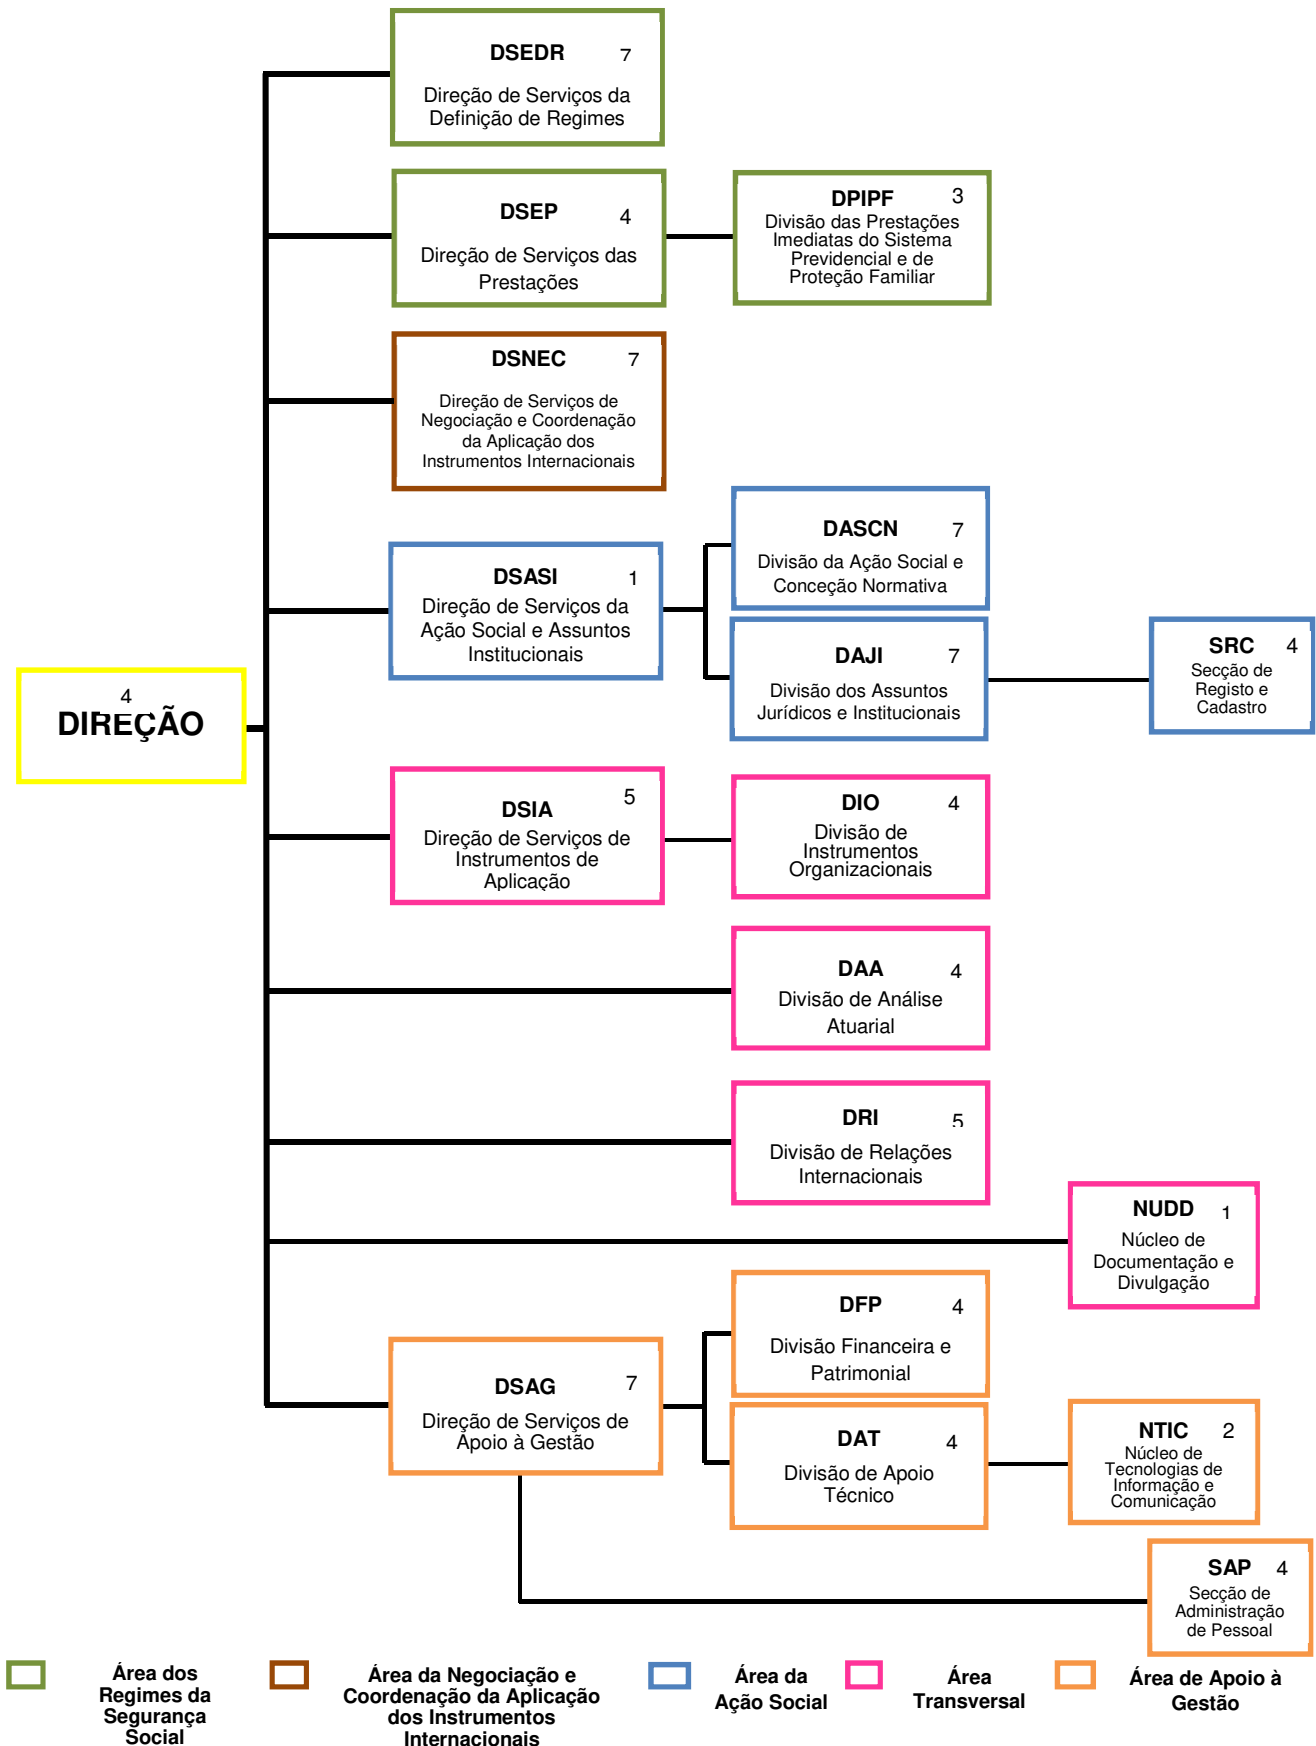 DSEDR 7
Direção de Serviços da
Definição de Regimes
DSEP 4
Direção de Serviços das
Prestações
DPIPF 3
Divisão das Prestações
Imediatas do Sistema
Previdencial e de
Proteção Familiar
DSNEC 7
Direção de Serviços de
Negociação e Coordenação
da Aplicação dos
Instrumentos Internacionais
DSASI 1
Direção de Serviços da
Ação Social e Assuntos
Institucionais
DASCN 7
Divisão da Ação Social e
Conceção Normativa
DAJI 7
Divisão dos Assuntos
Jurídicos e Institucionais
SRC 4
Secção de
Registo e
Cadastro
4
DIREÇÃO
DSIA 5
Direção de Serviços de
Instrumentos de
Aplicação
DIO 4
Divisão de
Instrumentos
Organizacionais
DAA 4
Divisão de Análise
Atuarial
DRI 5
Divisão de Relações
Internacionais
NUDD 1
Núcleo de
Documentação e
Divulgação
DFP 4
Divisão Financeira e
Patrimonial
DSAG 7
Direção de Serviços de
Apoio à Gestão
DAT 4
Divisão de Apoio
Técnico
NTIC 2
Núcleo de
Tecnologias de
Informação e
Comunicação
SAP 4
Secção de
Administração
de Pessoal
Área dos
Regimes da
Segurança
Social
Área da Negociação e
Coordenação da Aplicação
dos Instrumentos
Internacionais
Área da
Ação Social
Área
Transversal
Área de Apoio à
Gestão